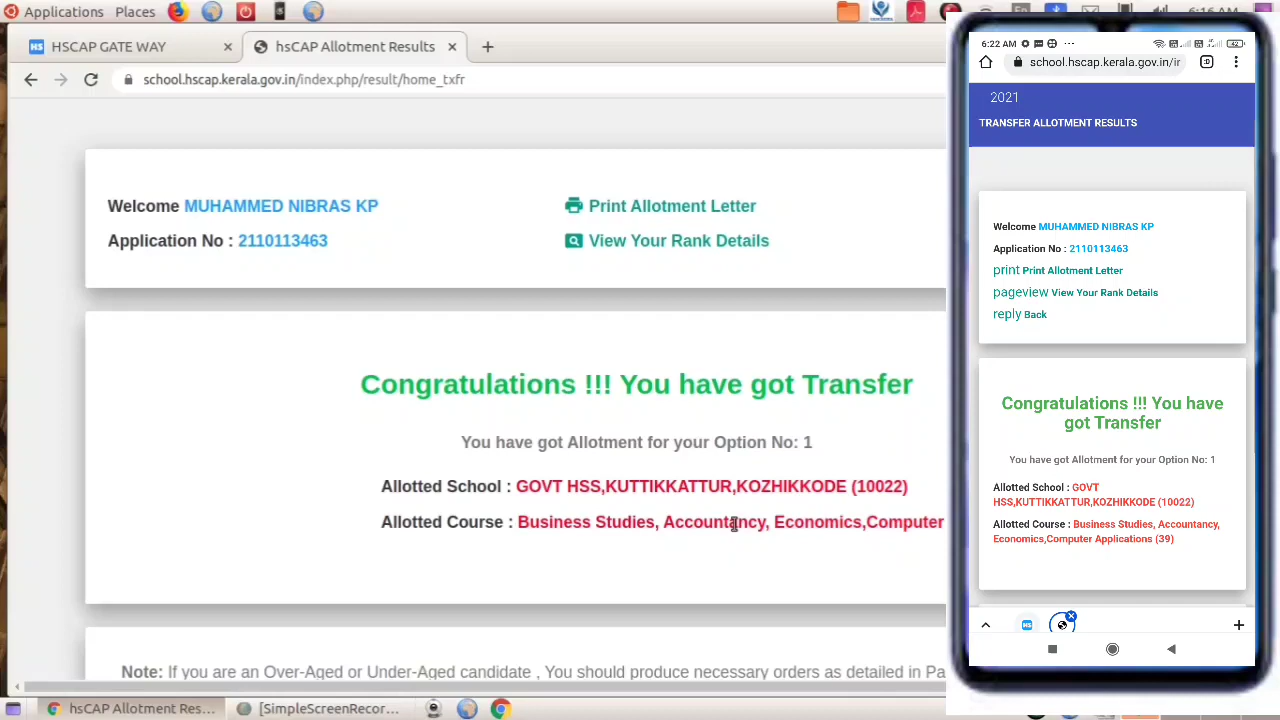 Applications Places
6:16 AM
HSCAP GATE WAY
hsCAP Allotment Results
school.hscap.kerala.gov.in/index.php/result/home_txfr
Welcome MUHAMMED NIBRAS KP
Print Allotment Letter
Application No : 2110113463
View Your Rank Details
Congratulations !!! You have got Transfer
You have got Allotment for your Option No: 1
Allotted School : GOVT HSS,KUTTIKKATTUR,KOZHIKKODE (10022)
Allotted Course : Business Studies, Accountancy, Economics,Computer
Note: If you are an Over-Aged or Under-Aged candidate , You should produce necessary orders as detailed in Pa
hsCAP Allotment Res...
[SimpleScreenRecor...
6:22 AM
42
school.hscap.kerala.gov.in/ir
:D
2021
TRANSFER ALLOTMENT RESULTS
Welcome MUHAMMED NIBRAS KP
Application No : 2110113463
print Print Allotment Letter
pageview View Your Rank Details
reply Back
Congratulations !!! You have
got Transfer
You have got Allotment for your Option No: 1
Allotted School : GOVT
HSS,KUTTIKKATTUR,KOZHIKKODE (10022)
Allotted Course : Business Studies, Accountancy,
Economics,Computer Applications (39)
HS